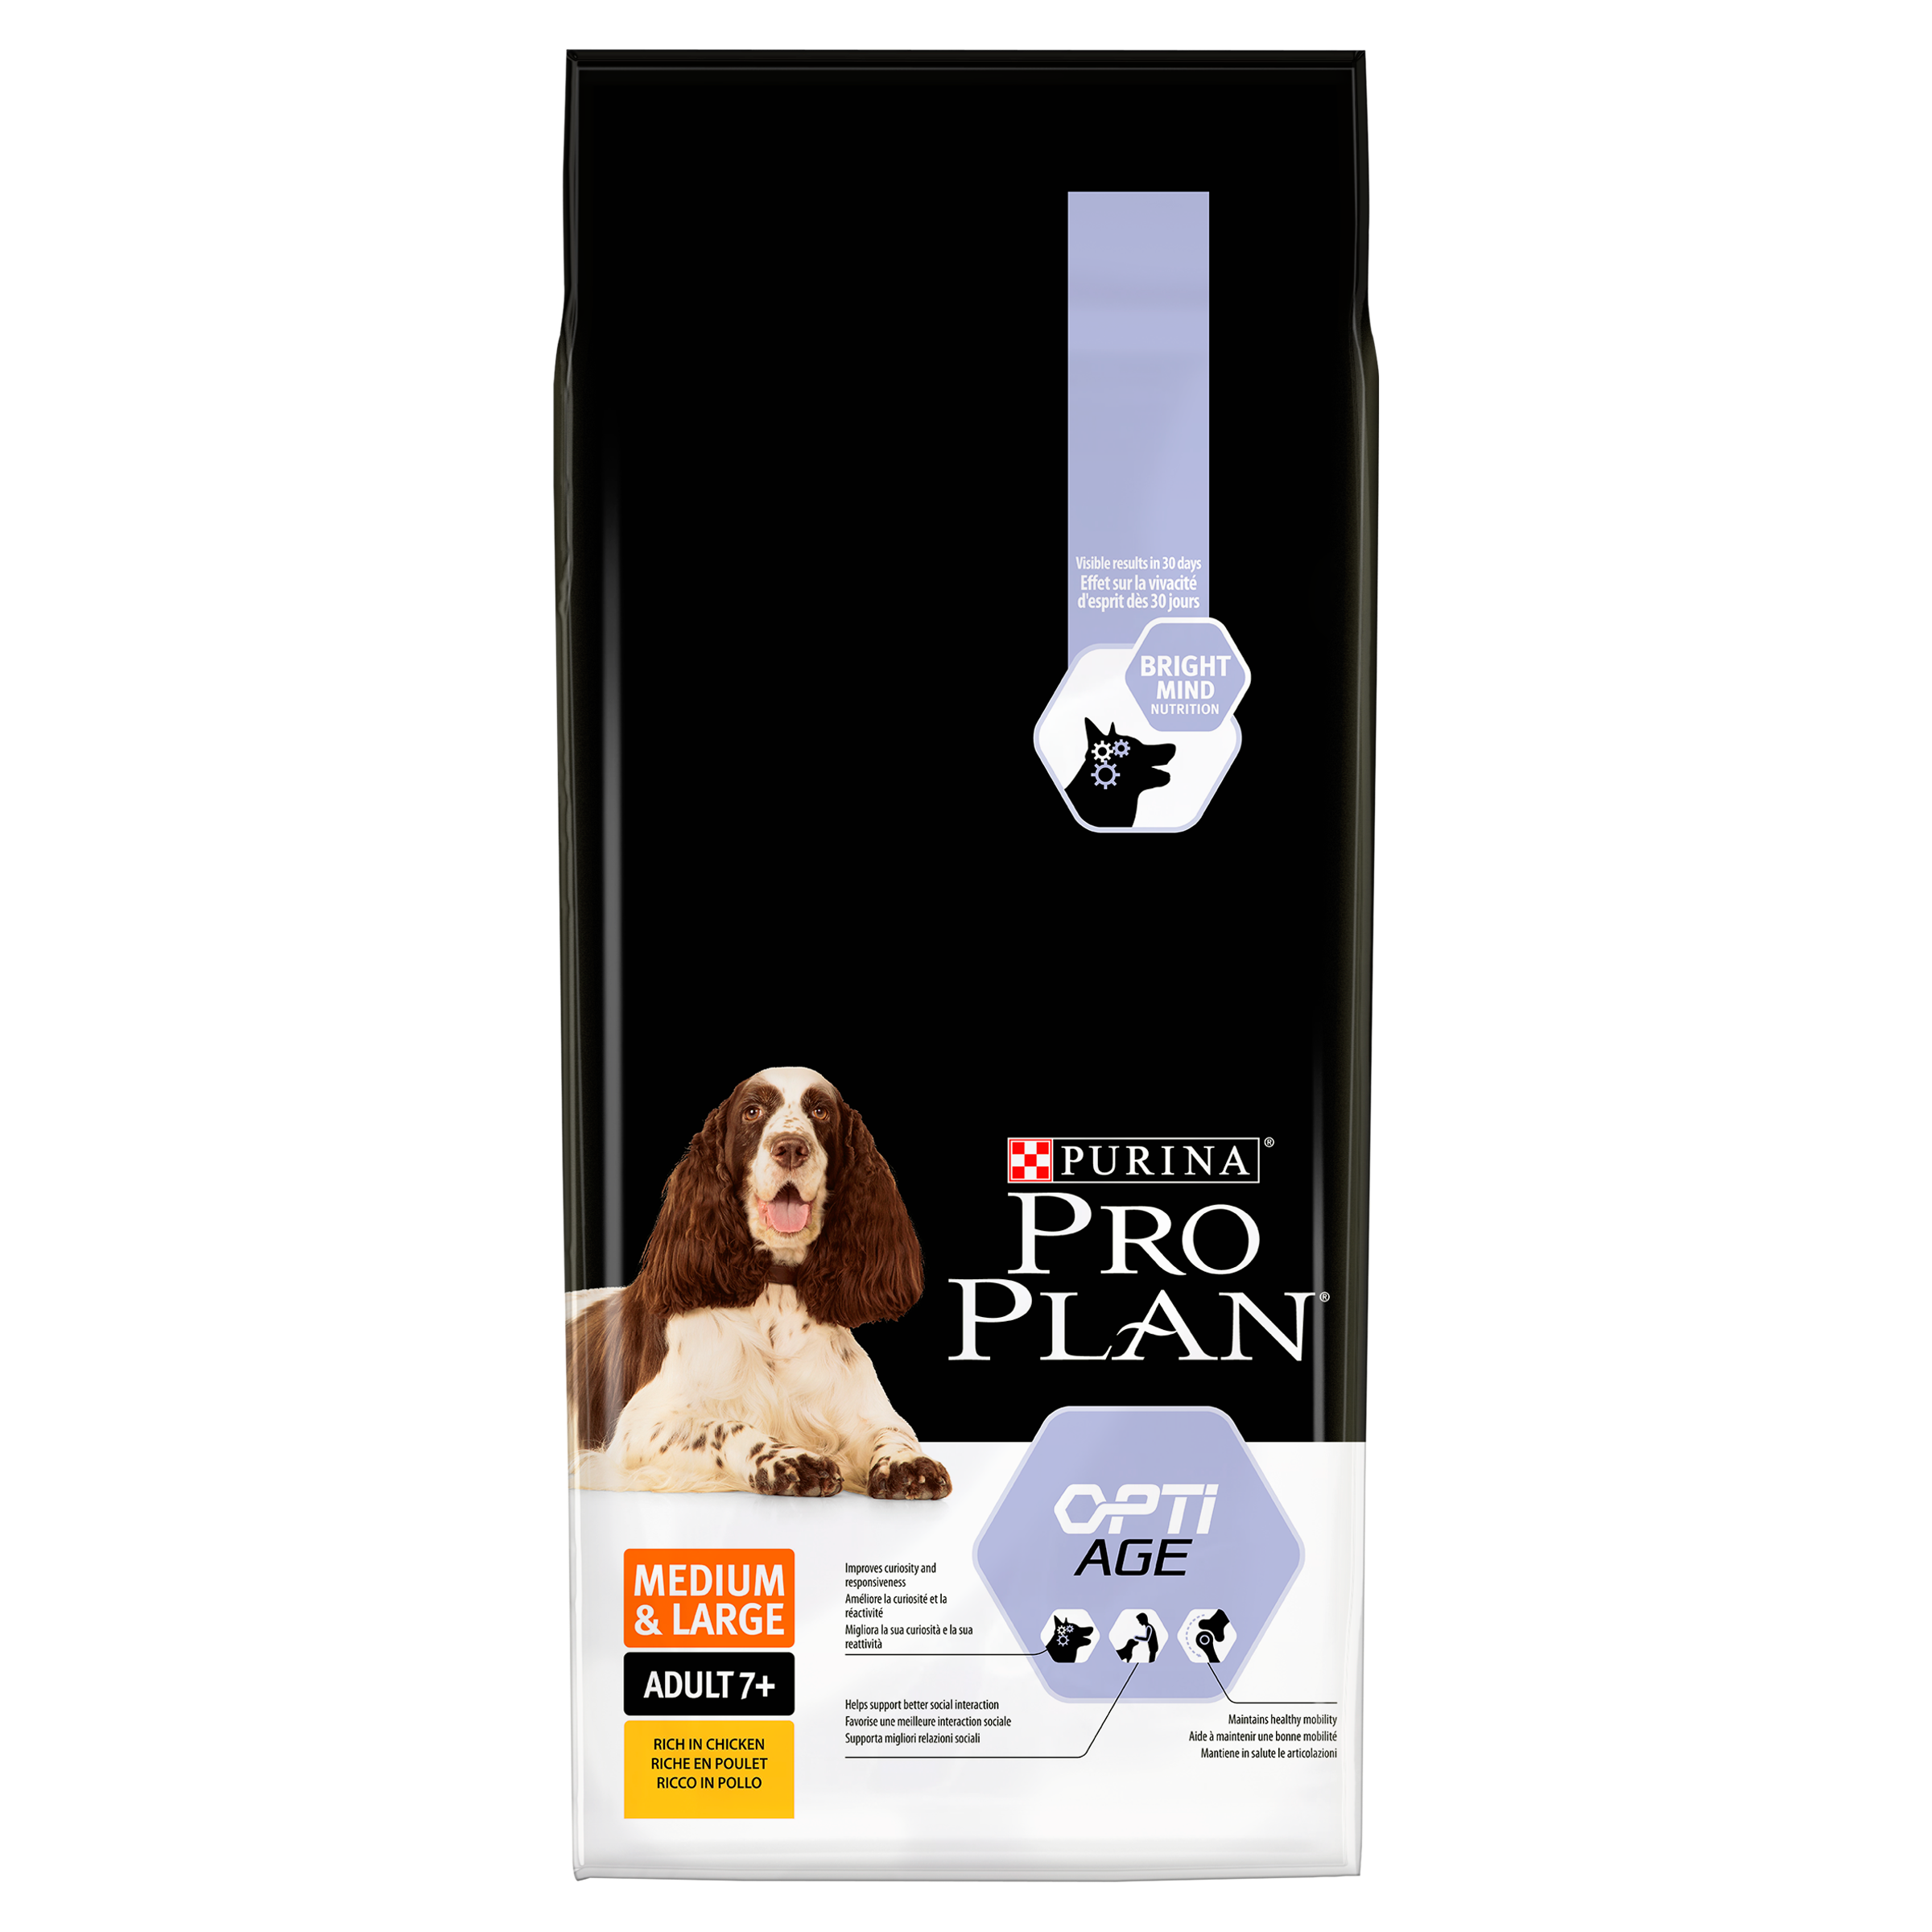 Visible results in 30 days
Effet sur la vivacité
d'esprit dès 30 jours
BRIGHT
MIND
NUTRITION
PURINA®
PRO
PLAN®
OPTI
AGE
MEDIUM
& LARGE
ADULT 7+
RICH IN CHICKEN
RICHE EN POULET
RICCO IN POLLO
Improves curiosity and
responsiveness
Améliore la curiosité et la
réactivité
Migliora la sua curiosità e la sua
reattività
Helps support better social interaction
Favorise une meilleure interaction sociale
Supporta migliori relazioni sociali
Maintains healthy mobility
Aide à maintenir une bonne mobilité
Mantiene in salute le articolazioni